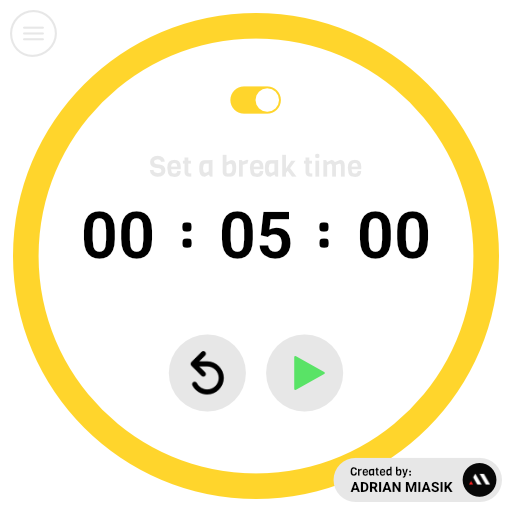 Set a break time
00 : 05 : 00
Created by:
ADRIAN MIASIK